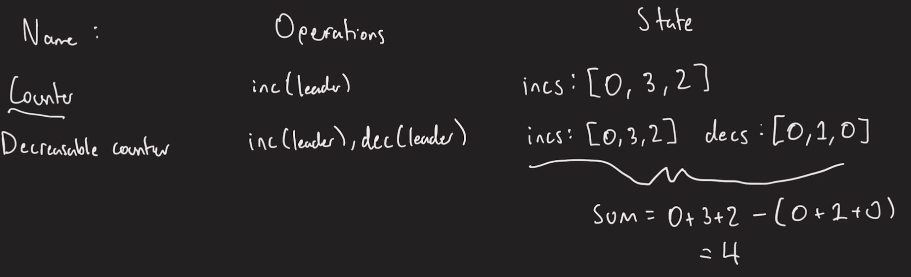 Name : Operations State
Counter inc(leader) incs: [0, 3, 2]
Decreasable counter inc(leader), dec(leader) incs: [0,3,2] decs : [0,1,0]
Sum = 0+3+2 - (0+1+0)
= 4